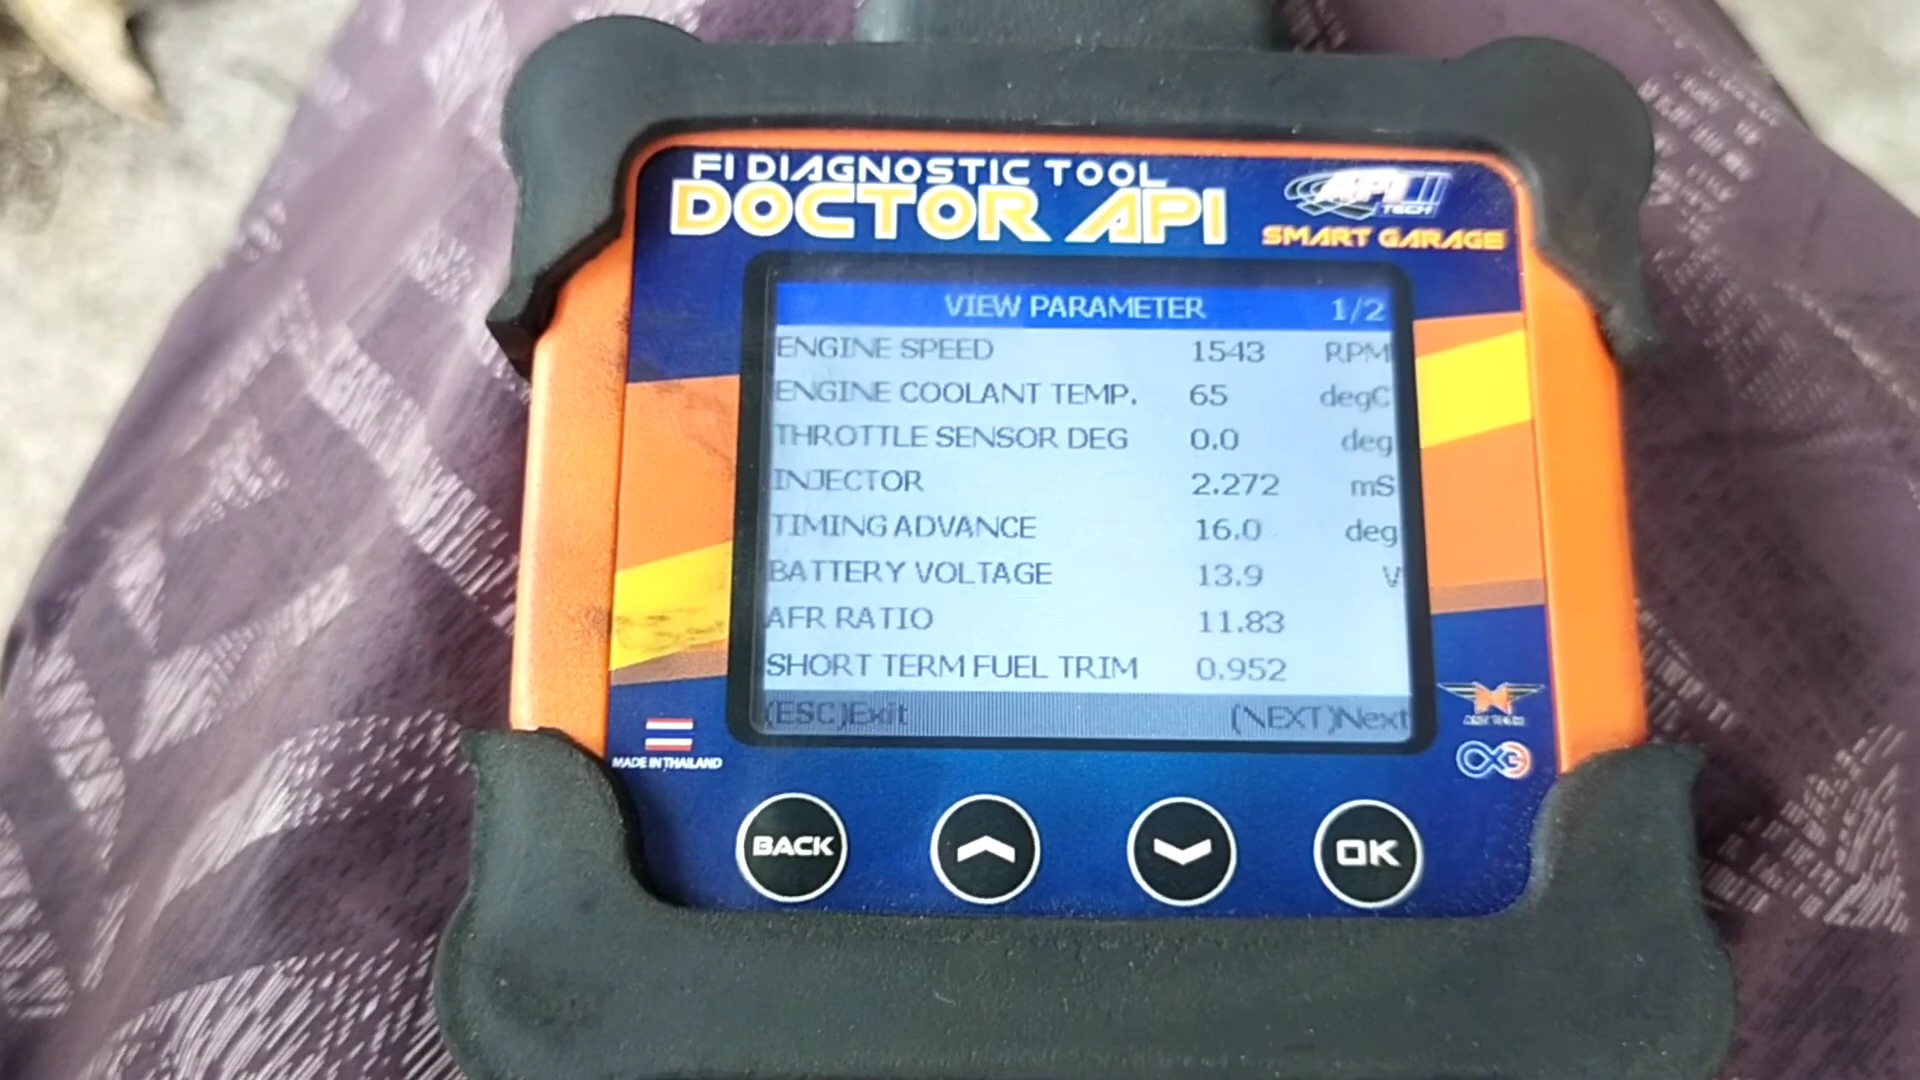 FI DIAGNOSTIC TOOL
DOCTOR API
API TECH
SMART GARAGE
VIEW PARAMETER 1/2
ENGINE SPEED 1543 RPM
ENGINE COOLANT TEMP. 65 degC
THROTTLE SENSOR DEG 0.0 deg
INJECTOR 2.272 mS
TIMING ADVANCE 16.0 deg
BATTERY VOLTAGE 13.9 V
AFR RATIO 11.83
SHORT TERM FUEL TRIM 0.952
(ESC)Exit (NEXT)Next
MADE IN THAILAND
BACK
OK